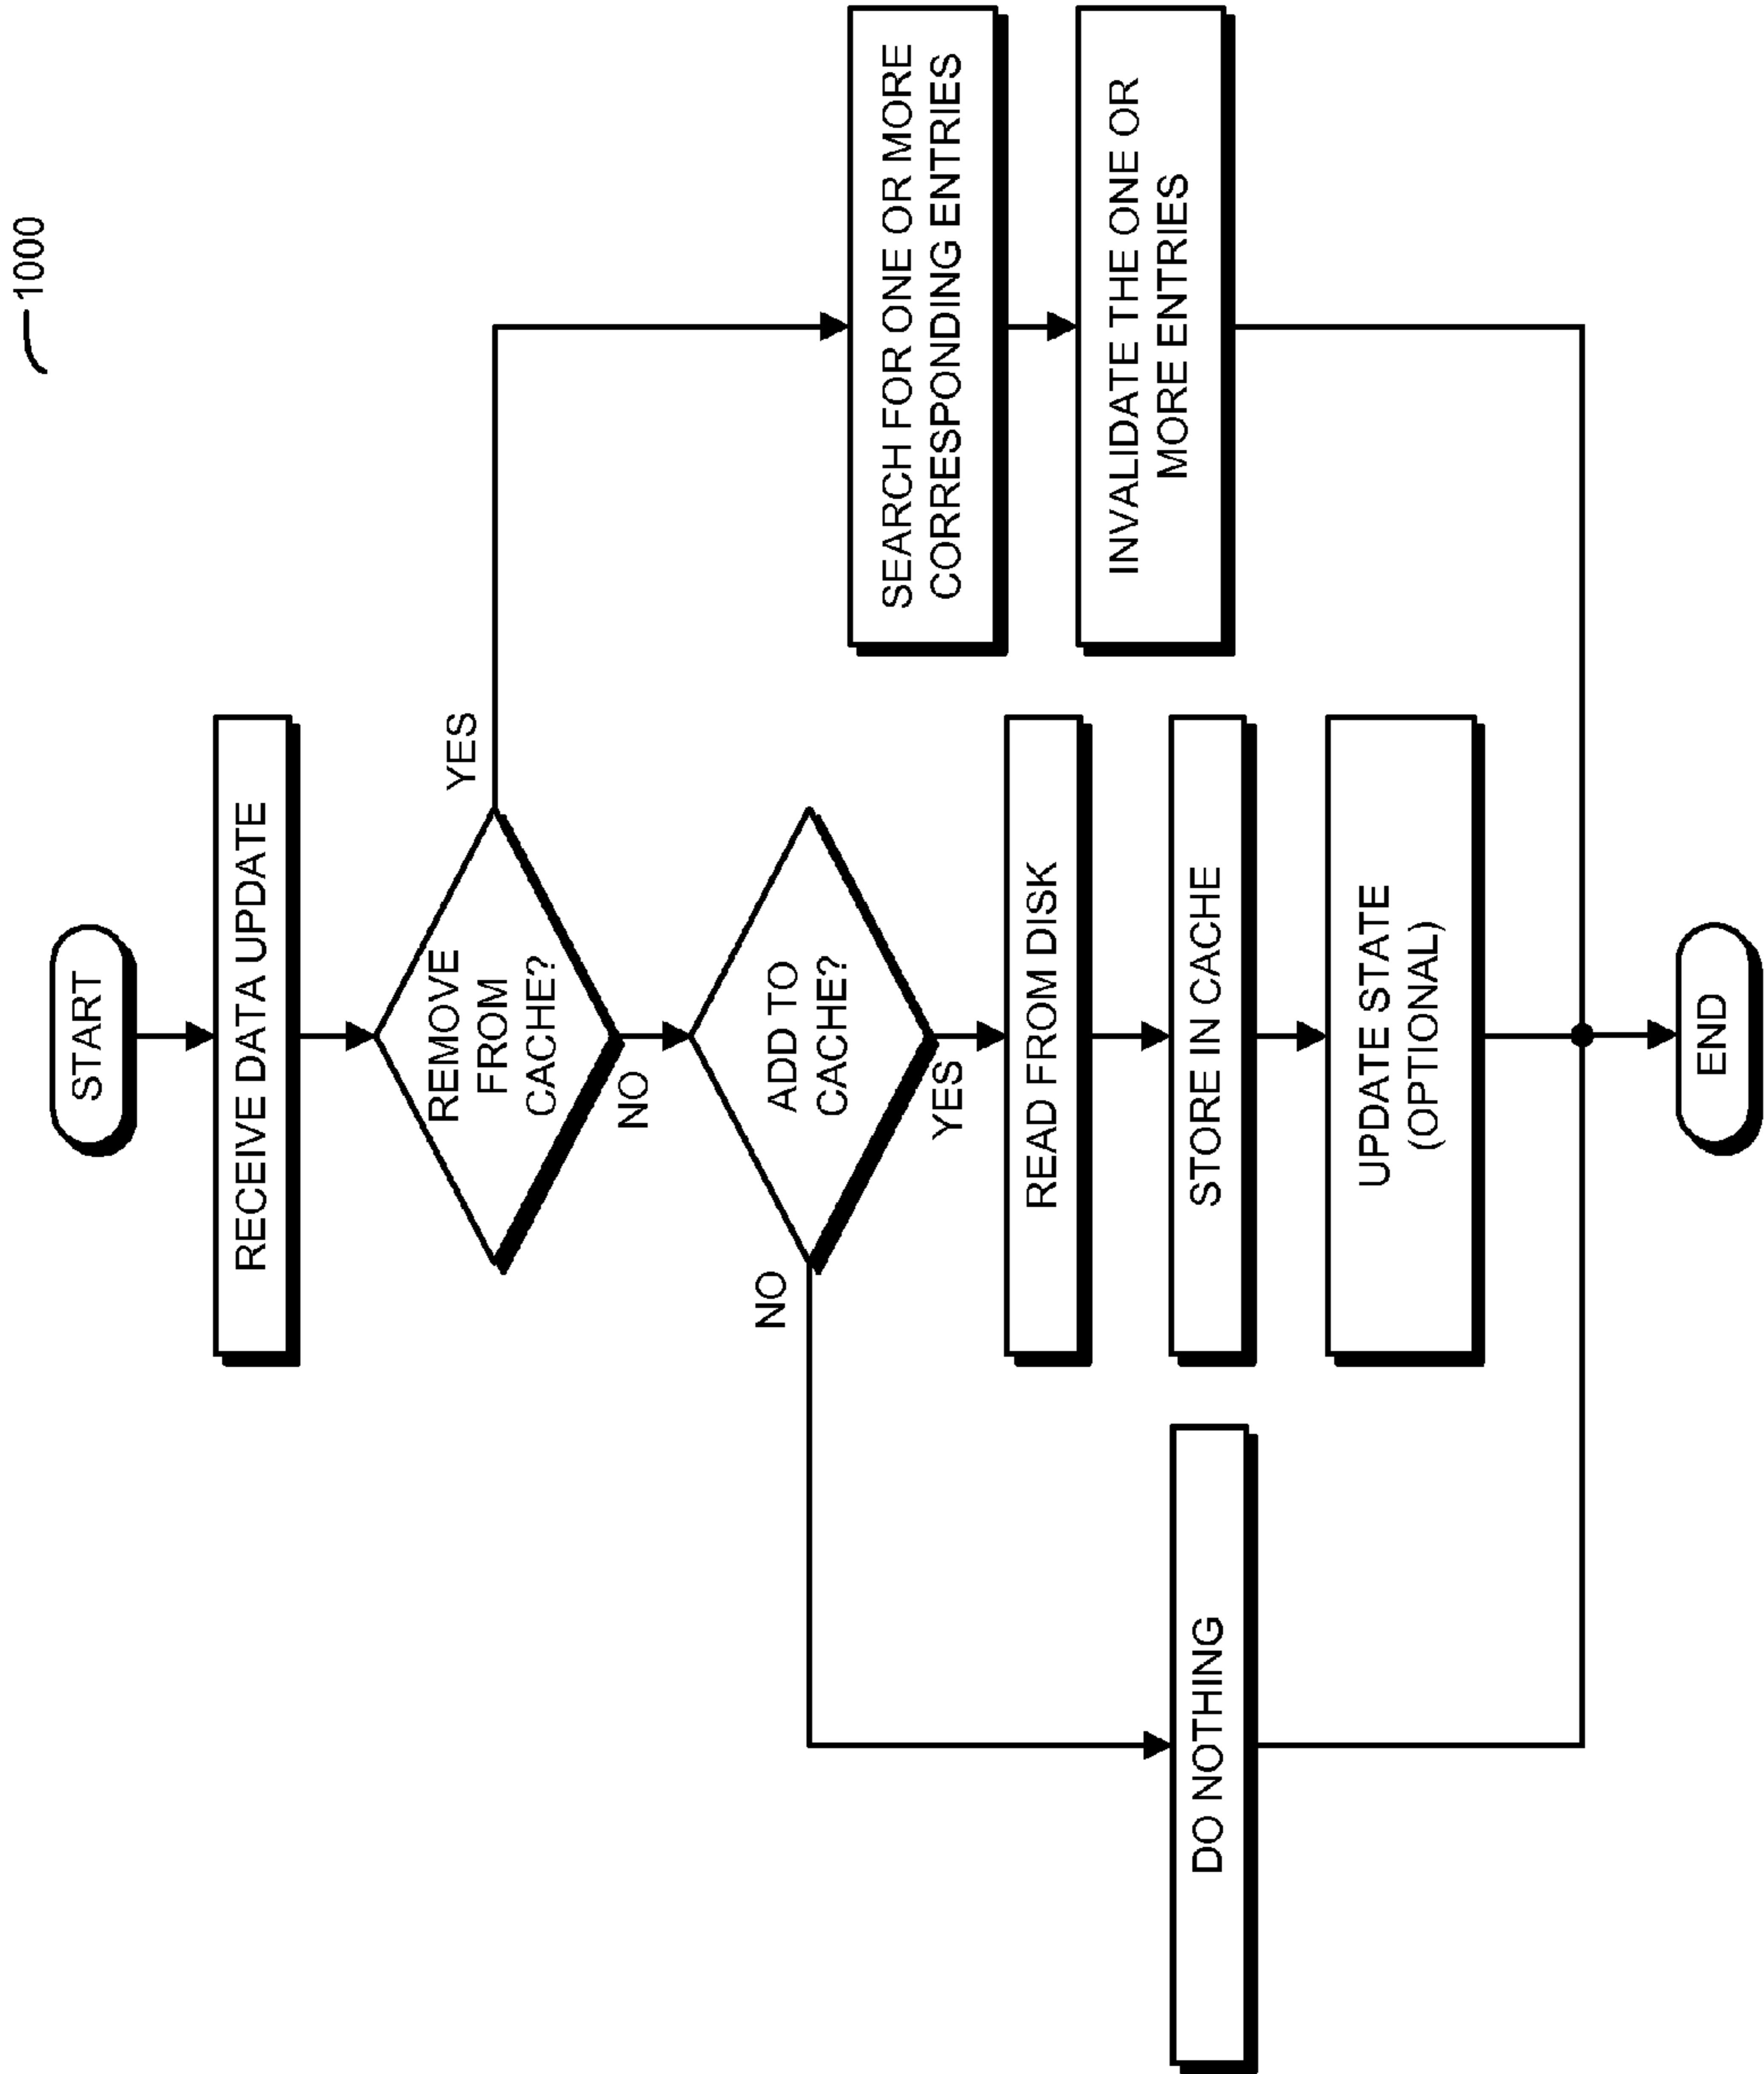 1000
START
RECEIVE DATA UPDATE
REMOVE
FROM
CACHE?
YES
NO
ADD TO
CACHE?
NO
YES
SEARCH FOR ONE OR MORE
CORRESPONDING ENTRIES
READ FROM DISK
INVALIDATE THE ONE OR
MORE ENTRIES
DO NOTHING
STORE IN CACHE
UPDATE STATE
(OPTIONAL)
END